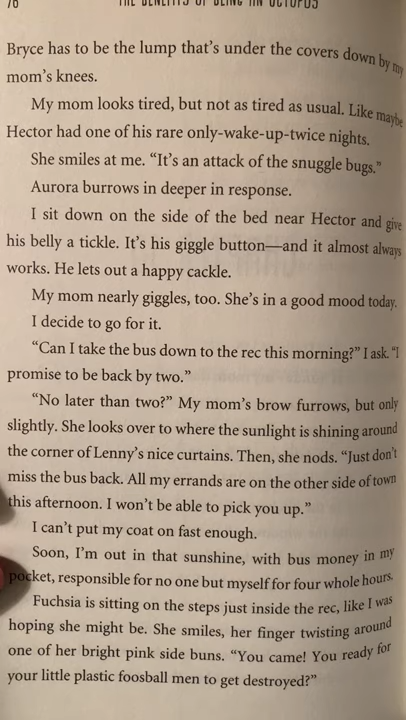 76 THE BENEFITS OF BEING AN OCTOPUS
Bryce has to be the lump that's under the covers down by my
mom's knees.
My mom looks tired, but not as tired as usual. Like maybe
Hector had one of his rare only-wake-up-twice nights.
She smiles at me. “It's an attack of the snuggle bugs.”
Aurora burrows in deeper in response.
I sit down on the side of the bed near Hector and give
his belly a tickle. It's his giggle button—and it almost always
works. He lets out a happy cackle.
My mom nearly giggles, too. She's in a good mood today.
I decide to go for it.
“Can I take the bus down to the rec this morning?” I ask. “I
promise to be back by two.”
“No later than two?” My mom's brow furrows, but only
slightly. She looks over to where the sunlight is shining around
the corner of Lenny's nice curtains. Then, she nods. “Just don't
miss the bus back. All my errands are on the other side of town
this afternoon. I won't be able to pick you up.”
I can't put my coat on fast enough.
Soon, I'm out in that sunshine, with bus money in my
pocket, responsible for no one but myself for four whole hours.
Fuchsia is sitting on the steps just inside the rec, like I was
hoping she might be. She smiles, her finger twisting around
one of her bright pink side buns. “You came! You ready for
your little plastic foosball men to get destroyed?”